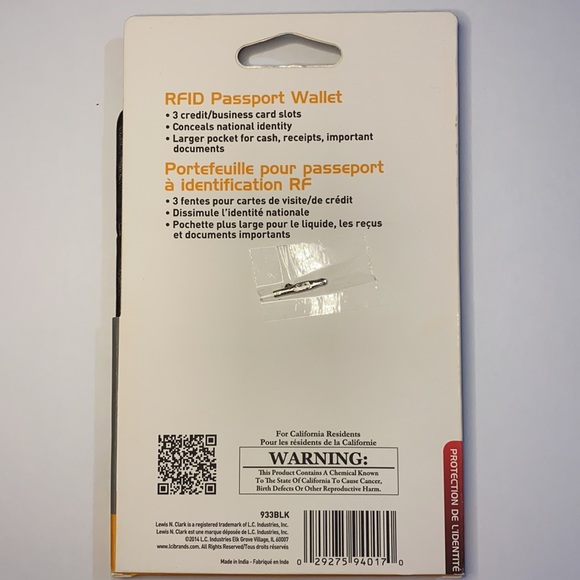 RFID Passport Wallet
• 3 credit/business card slots
• Conceals national identity
• Larger pocket for cash, receipts, important
documents
Portefeuille pour passeport
à identification RF
• 3 fentes pour cartes de visite/de crédit
• Dissimule l'identité nationale
• Pochette plus large pour le liquide, les reçus
et documents importants
For California Residents
Pour les résidents de la Californie
WARNING:
This Product Contains A Chemical Known
To The State Of California To Cause Cancer,
Birth Defects Or Other Reproductive Harm.
PROTECTION DE L'IDENTITÉ
933BLK
Lewis N. Clark is a registered trademark of L.C. Industries, Inc.
Lewis N. Clark est une marque déposée de L.C. Industries, Inc.
©2014 L.C. Industries Elk Grove Village, IL 60007
www.lcibrands.com. All Rights Reserved/Tous droits réservés
Made in India - Fabriqué en Inde
0 29275 94017 0